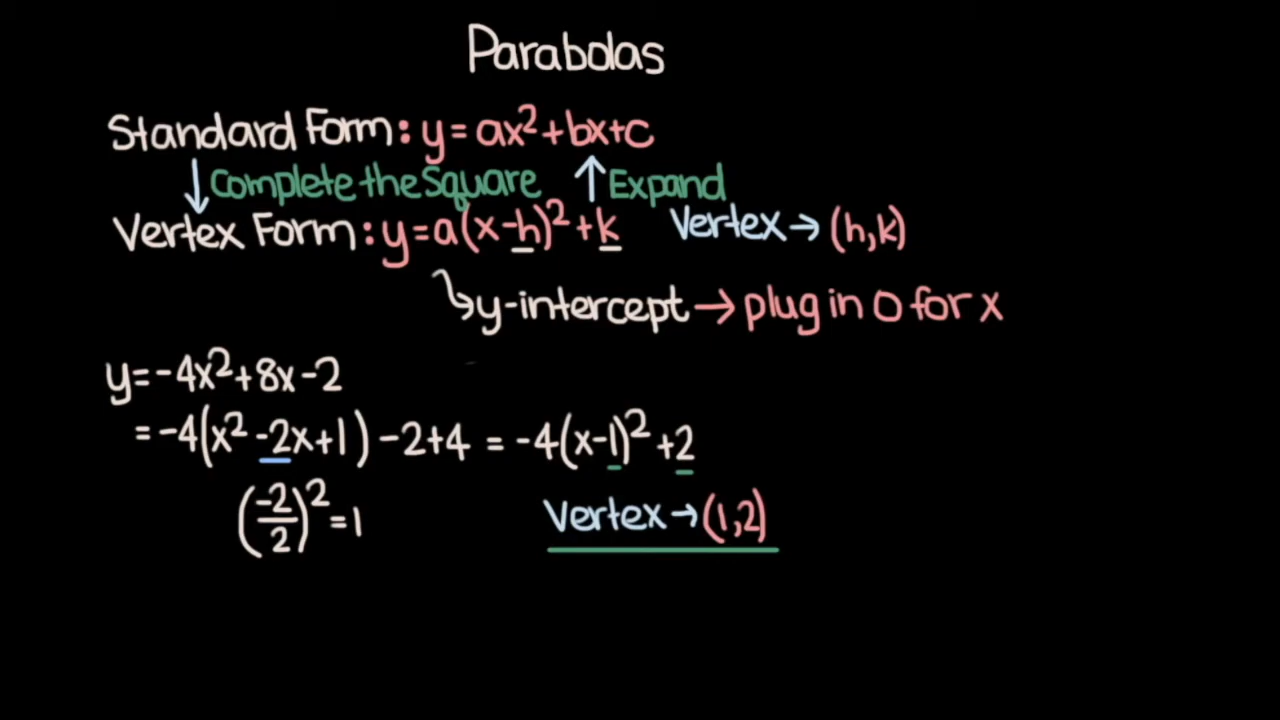 Parabolas
Standard Form: y=ax²+bx+c
↓ Complete the Square ↑ Expand
Vertex Form: y=a(x-h)²+k Vertex → (h,k)
↳ y-intercept → plug in 0 for x
y=-4x²+8x-2
=-4(x²-2x+1)-2+4 = -4(x-1)²+2
(-2/2)²=1 Vertex → (1,2)